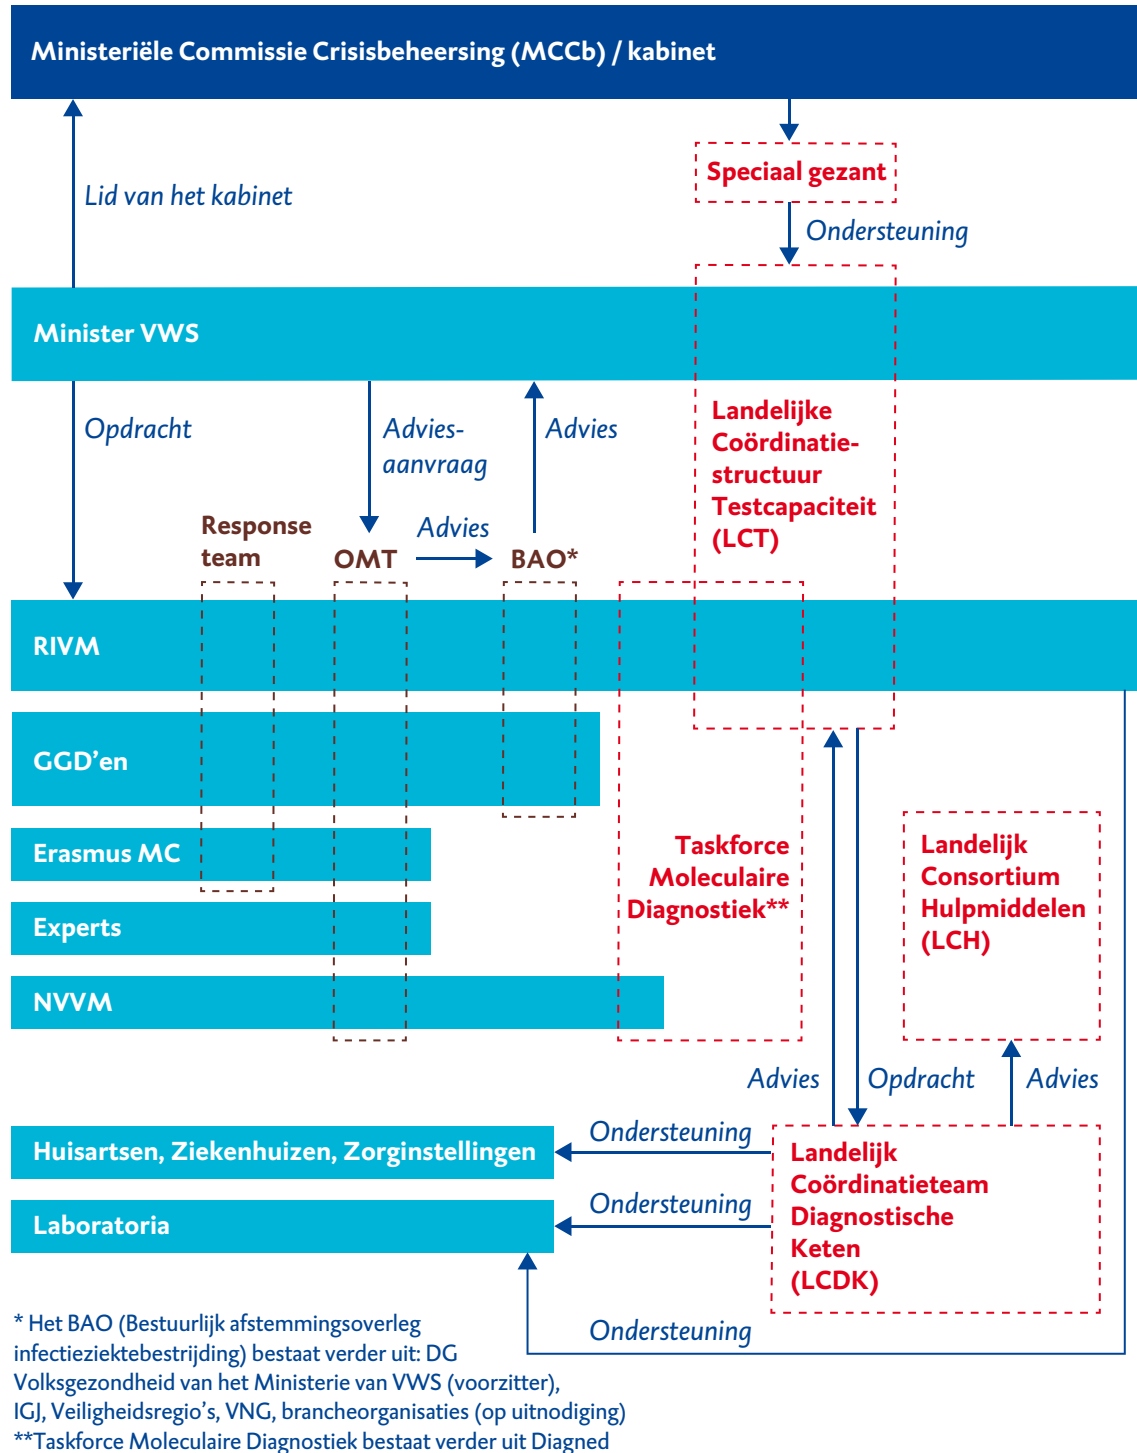 Ministeriële Commissie Crisisbeheersing (MCCb) / kabinet
Lid van het kabinet
Speciaal gezant
Ondersteuning
Minister VWS
Opdracht
Advies-
aanvraag
Advies
Landelijke
Coördinatie-
structuur
Testcapaciteit
(LCT)
Response
team
OMT
Advies
BAO*
RIVM
GGD’en
Erasmus MC
Experts
NVVM
Taskforce
Moleculaire
Diagnostiek**
Landelijk
Consortium
Hulpmiddelen
(LCH)
Advies
Opdracht
Advies
Huisartsen, Ziekenhuizen, Zorginstellingen
Ondersteuning
Laboratoria
Ondersteuning
Landelijk
Coördinatieteam
Diagnostische
Keten
(LCDK)
Ondersteuning
* Het BAO (Bestuurlijk afstemmingsoverleg
infectieziektebestrijding) bestaat verder uit: DG
Volksgezondheid van het Ministerie van VWS (voorzitter),
IGJ, Veiligheidsregio’s, VNG, brancheorganisaties (op uitnodiging)
**Taskforce Moleculaire Diagnostiek bestaat verder uit Diagned